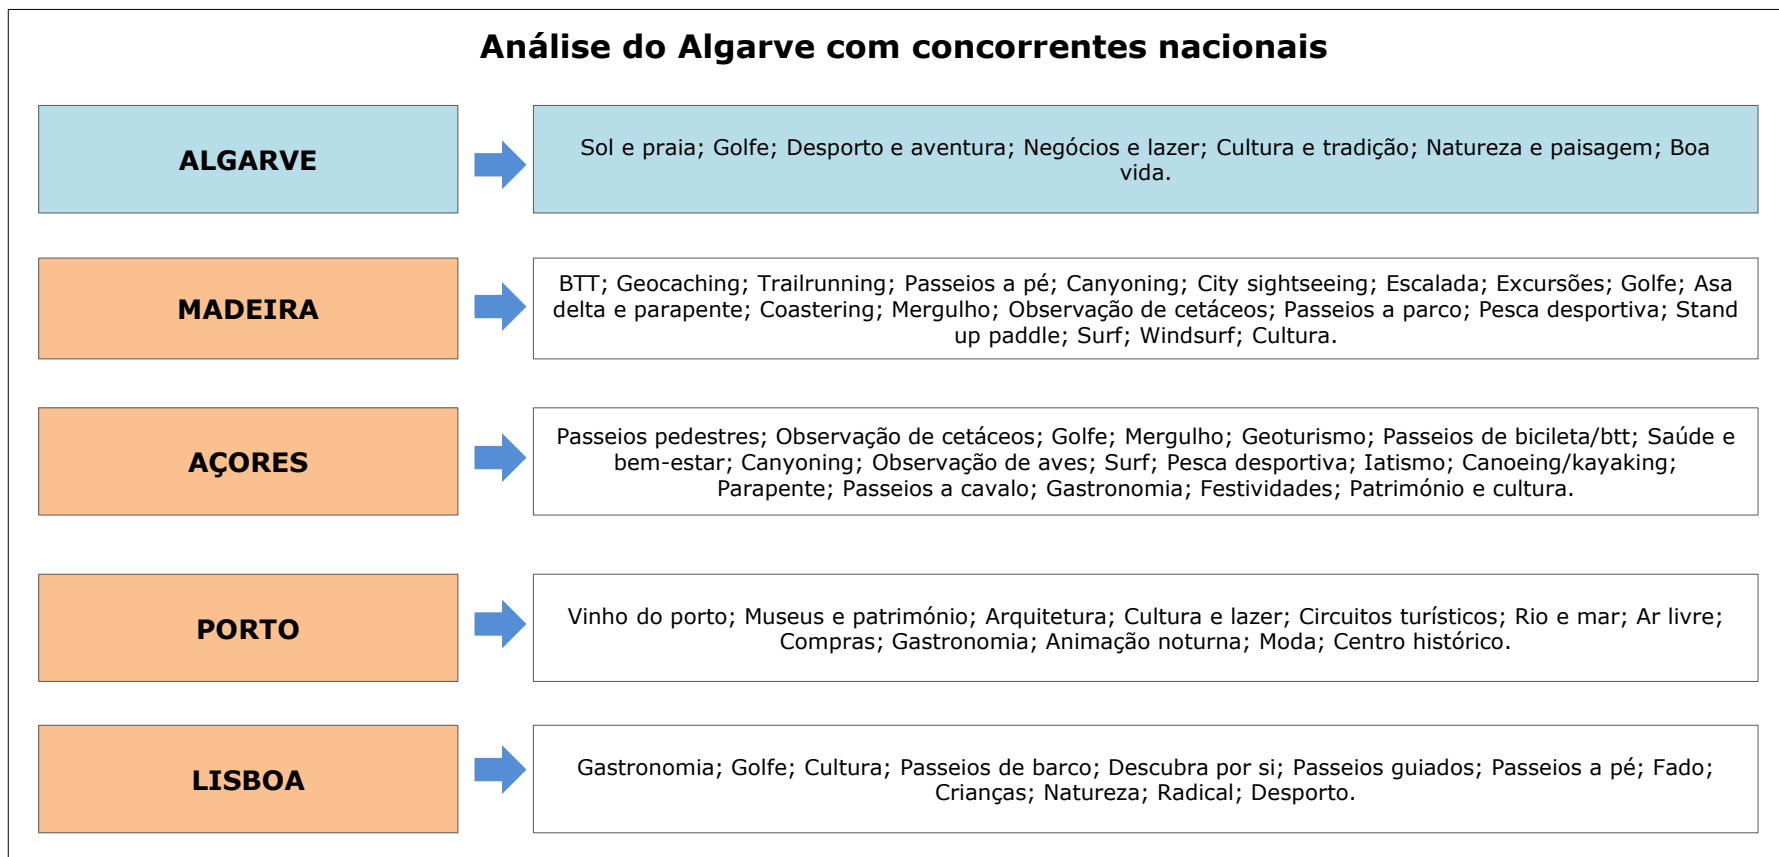 Análise do Algarve com concorrentes nacionais
ALGARVE
Sol e praia; Golfe; Desporto e aventura; Negócios e lazer; Cultura e tradição; Natureza e paisagem; Boa
vida.
MADEIRA
BTT; Geocaching; Trailrunning; Passeios a pé; Canyoning; City sightseeing; Escalada; Excursões; Golfe; Asa
delta e parapente; Coastering; Mergulho; Observação de cetáceos; Passeios a parco; Pesca desportiva; Stand
up paddle; Surf; Windsurf; Cultura.
AÇORES
Passeios pedestres; Observação de cetáceos; Golfe; Mergulho; Geoturismo; Passeios de bicileta/btt; Saúde e
bem-estar; Canyoning; Observação de aves; Surf; Pesca desportiva; Iatismo; Canoeing/kayaking;
Parapente; Passeios a cavalo; Gastronomia; Festividades; Património e cultura.
PORTO
Vinho do porto; Museus e património; Arquitetura; Cultura e lazer; Circuitos turísticos; Rio e mar; Ar livre;
Compras; Gastronomia; Animação noturna; Moda; Centro histórico.
LISBOA
Gastronomia; Golfe; Cultura; Passeios de barco; Descubra por si; Passeios guiados; Passeios a pé; Fado;
Crianças; Natureza; Radical; Desporto.